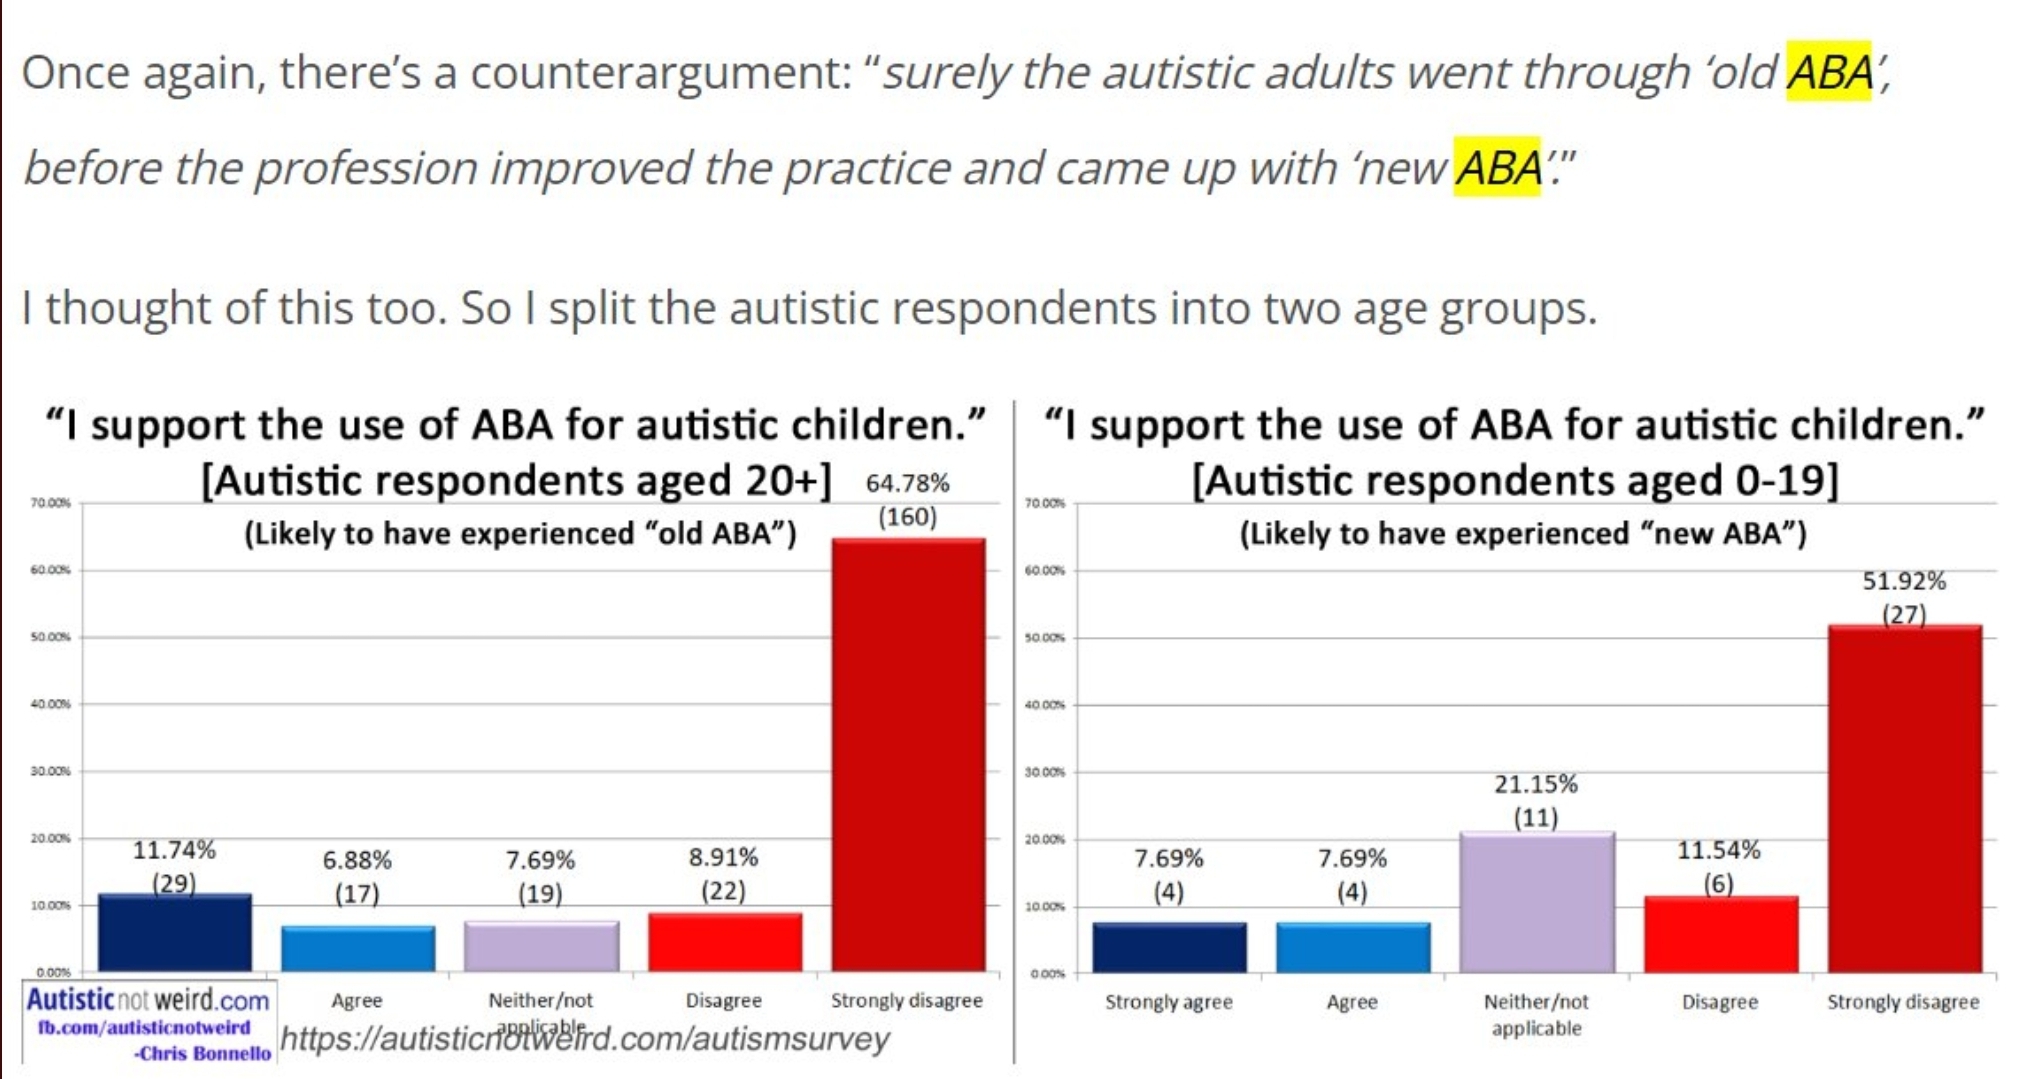 Once again, there's a counterargument: “surely the autistic adults went through ‘old ABA’,
before the profession improved the practice and came up with ‘new ABA’.”
I thought of this too. So I split the autistic respondents into two age groups.
“I support the use of ABA for autistic children.”
[Autistic respondents aged 20+]
(Likely to have experienced “old ABA”)
70.00%
60.00%
50.00%
40.00%
30.00%
20.00%
10.00%
0.00%
11.74%
(29)
6.88%
(17)
7.69%
(19)
8.91%
(22)
64.78%
(160)
Agree
Neither/not
applicable
Disagree
Strongly disagree
Autistic not weird.com
fb.com/autisticnotweird
-Chris Bonnello
https://autisticnotweird.com/autismsurvey
“I support the use of ABA for autistic children.”
[Autistic respondents aged 0-19]
(Likely to have experienced “new ABA”)
70.00%
60.00%
50.00%
40.00%
30.00%
20.00%
10.00%
0.00%
7.69%
(4)
7.69%
(4)
21.15%
(11)
11.54%
(6)
51.92%
(27)
Strongly agree
Agree
Neither/not
applicable
Disagree
Strongly disagree